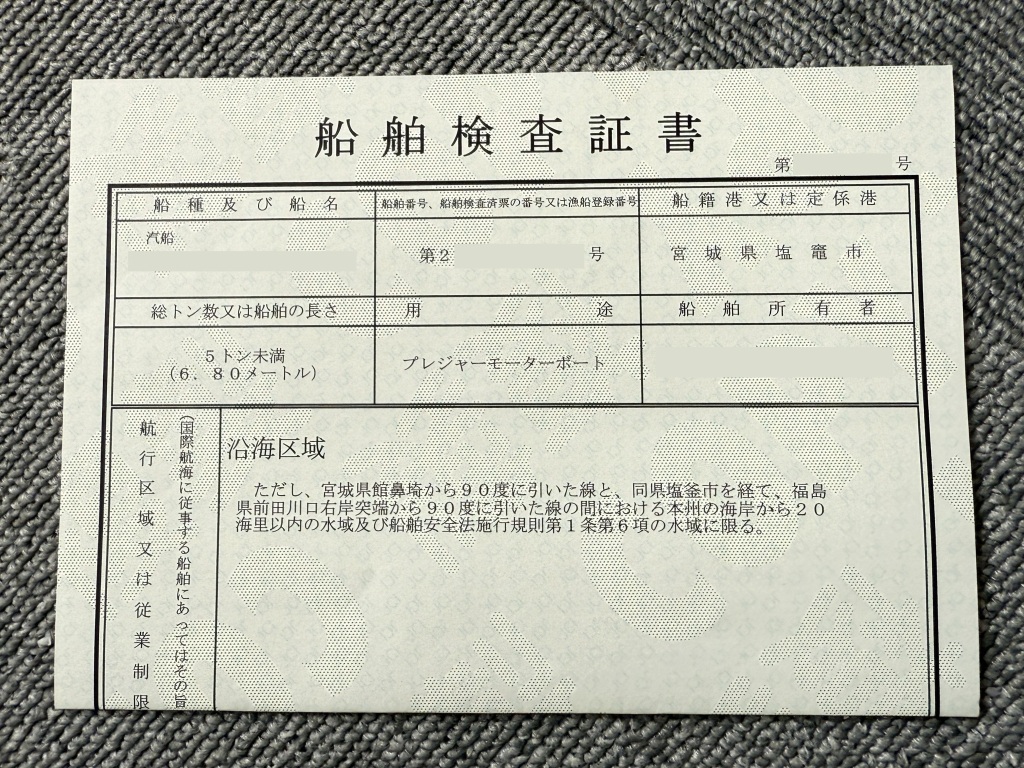 船舶検査証書
第 号
船種及び船名
船舶番号、船舶検査済票の番号又は漁船登録番号
船籍港又は定係港
汽船
第2 号
宮城県塩竈市
総トン数又は船舶の長さ
用途
船舶所有者
5トン未満
(6.80メートル)
プレジャーモーターボート
航行区域又は従業制限
(国際航海に従事する船舶にあってはその旨
沿海区域
ただし、宮城県館鼻埼から90度に引いた線と、同県塩釜市を経て、福島
県前田川口右岸突端から90度に引いた線の間における本州の海岸から20
海里以内の水域及び船舶安全法施行規則第1条第6項の水域に限る。